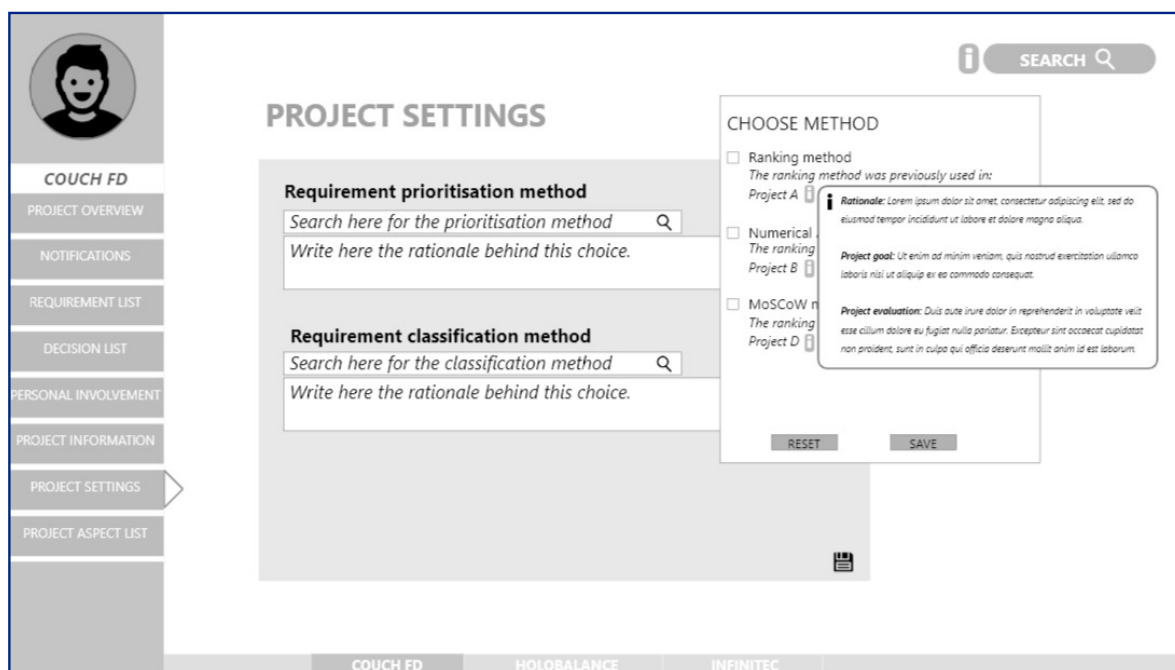 SEARCH
PROJECT SETTINGS
COUCH FD
PROJECT OVERVIEW
NOTIFICATIONS
REQUIREMENT LIST
DECISION LIST
PERSONAL INVOLVEMENT
PROJECT INFORMATION
PROJECT SETTINGS
PROJECT ASPECT LIST
Requirement prioritisation method
Search here for the prioritisation method
Write here the rationale behind this choice.
Requirement classification method
Search here for the classification method
Write here the rationale behind this choice.
CHOOSE METHOD
Ranking method
The ranking method was previously used in:
Project A
Numerical
The ranking
Project B
MoSCoW
The ranking
Project D
Rationale: Lorem ipsum dolor sit amet, consectetur adipiscing elit, sed do
eiusmod tempor incididunt ut labore et dolore magna aliqua.
Project goal: Ut enim ad minim veniam, quis nostrud exercitation ullamco
laboris nisi ut aliquip ex ea commodo consequat.
Project evaluation: Duis aute irure dolor in reprehenderit in voluptate velit
esse cillum dolore eu fugiat nulla pariatur. Excepteur sint occaecat cupidatat
non proident, sunt in culpa qui officia deserunt mollit anim id est laborum.
RESET
SAVE
COUCH FD
HOLOBALANCE
INFINITEC